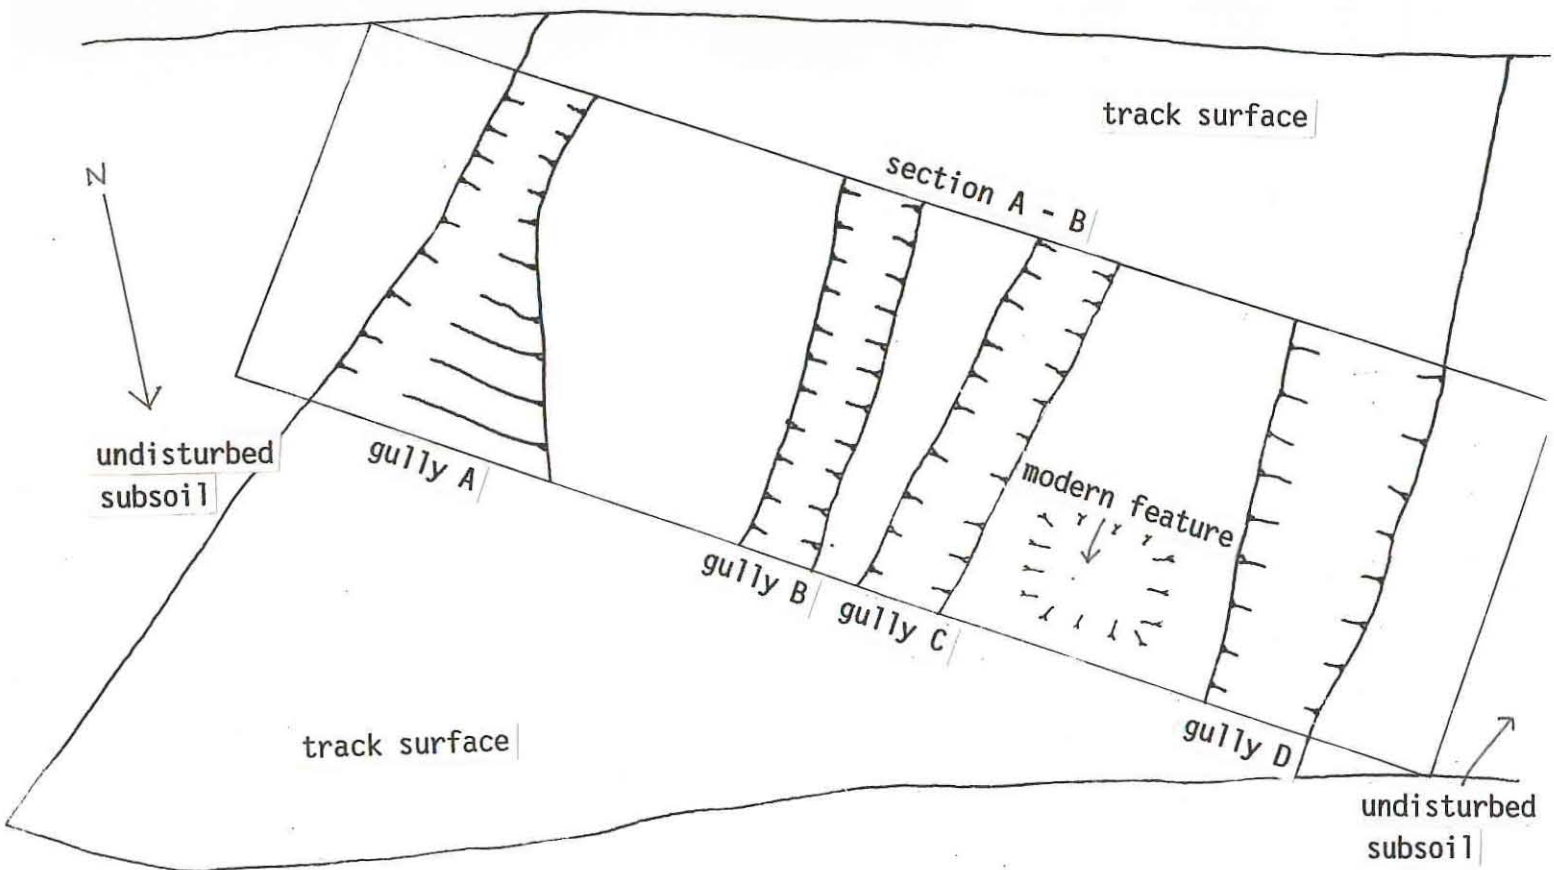 track surface
section A - B
N
undisturbed
subsoil
gully A
modern feature
gully B
gully C
gully D
track surface
undisturbed
subsoil